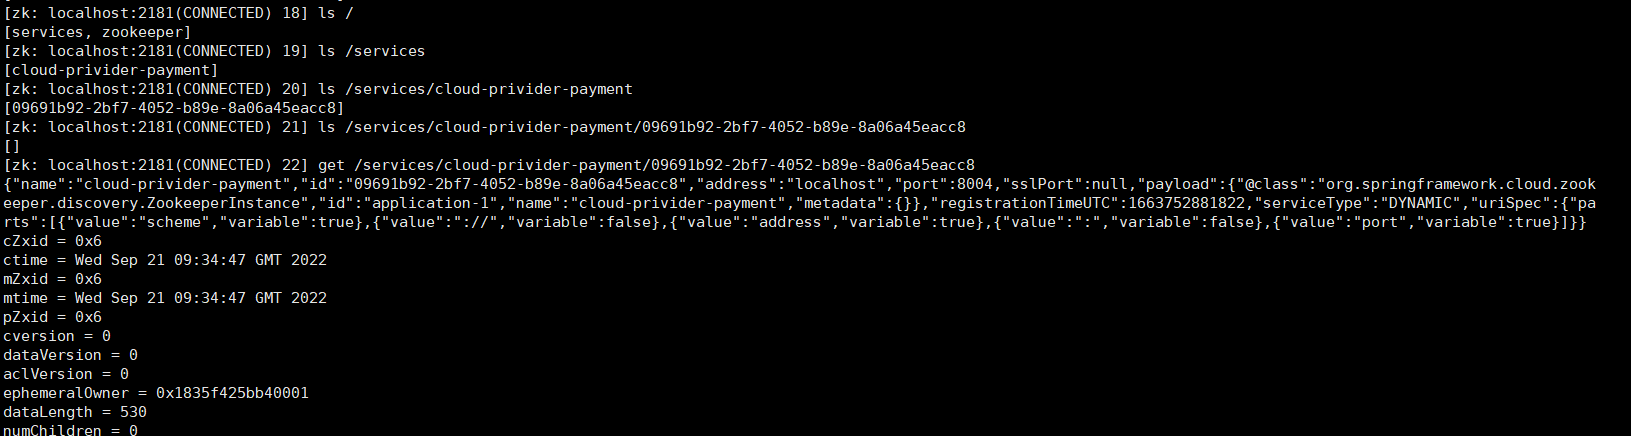 [zk: localhost:2181(CONNECTED) 18] ls /
[services, zookeeper]
[zk: localhost:2181(CONNECTED) 19] ls /services
[cloud-privider-payment]
[zk: localhost:2181(CONNECTED) 20] ls /services/cloud-privider-payment
[09691b92-2bf7-4052-b89e-8a06a45eacc8]
[zk: localhost:2181(CONNECTED) 21] ls /services/cloud-privider-payment/09691b92-2bf7-4052-b89e-8a06a45eacc8
[]
[zk: localhost:2181(CONNECTED) 22] get /services/cloud-privider-payment/09691b92-2bf7-4052-b89e-8a06a45eacc8
{"name":"cloud-privider-payment","id":"09691b92-2bf7-4052-b89e-8a06a45eacc8","address":"localhost","port":8004,"sslPort":null,"payload":{"@class":"org.springframework.cloud.zook
eeper.discovery.ZookeeperInstance","id":"application-1","name":"cloud-privider-payment","metadata":{}},"registrationTimeUTC":1663752881822,"serviceType":"DYNAMIC","uriSpec":{"pa
rts":[{"value":"scheme","variable":true},{"value":"://","variable":false},{"value":"address","variable":true},{"value":":","variable":false},{"value":"port","variable":true}]}}
cZxid = 0x6
ctime = Wed Sep 21 09:34:47 GMT 2022
mZxid = 0x6
mtime = Wed Sep 21 09:34:47 GMT 2022
pZxid = 0x6
cversion = 0
dataVersion = 0
aclVersion = 0
ephemeralOwner = 0x1835f425bb40001
dataLength = 530
numChildren = 0